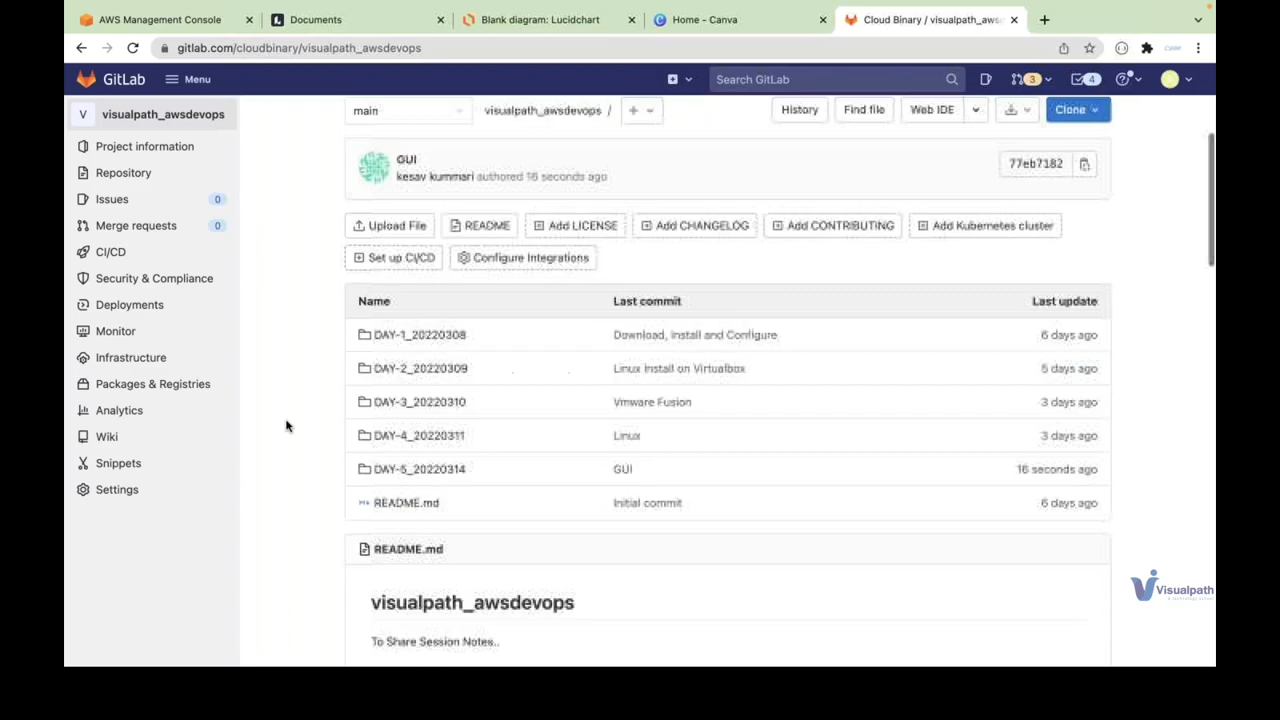 AWS Management Console
Documents
Blank diagram: Lucidchart
Home - Canva
Cloud Binary / visualpath_aws
gitlab.com/cloudbinary/visualpath_awsdevops
GitLab
Menu
Search GitLab
3
4
V visualpath_awsdevops
Project information
Repository
Issues 0
Merge requests 0
CI/CD
Security & Compliance
Deployments
Monitor
Infrastructure
Packages & Registries
Analytics
Wiki
Snippets
Settings
main
visualpath_awsdevops /
History
Find file
Web IDE
Clone
GUI
kesav kummari authored 16 seconds ago
77eb7182
Upload File
README
Add LICENSE
Add CHANGELOG
Add CONTRIBUTING
Add Kubernetes cluster
Set up CI/CD
Configure Integrations
Name Last commit Last update
DAY-1_20220308 Download, Install and Configure 6 days ago
DAY-2_20220309 Linux Install on Virtualbox 5 days ago
DAY-3_20220310 Vmware Fusion 3 days ago
DAY-4_20220311 Linux 3 days ago
DAY-5_20220314 GUI 16 seconds ago
README.md Initial commit 6 days ago
README.md
visualpath_awsdevops
To Share Session Notes..
Visualpath